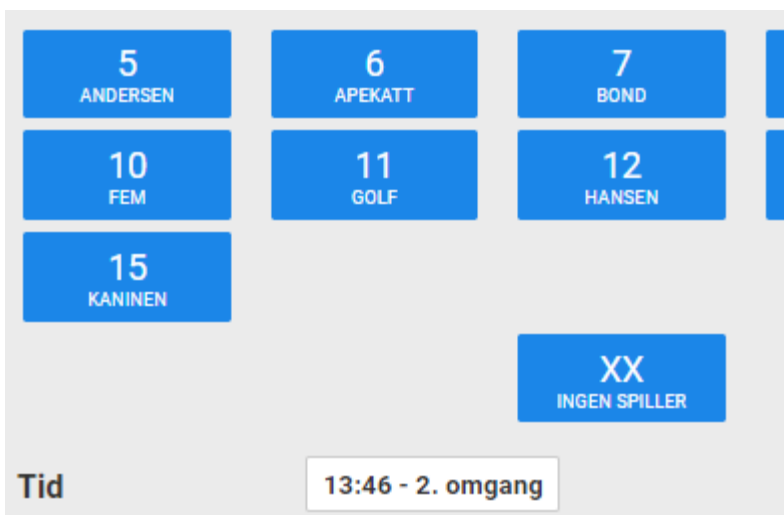 5
ANDERSEN
6
APEKATT
7
BOND
10
FEM
11
GOLF
12
HANSEN
15
KANINEN
XX
INGEN SPILLER
Tid
13:46 - 2. omgang